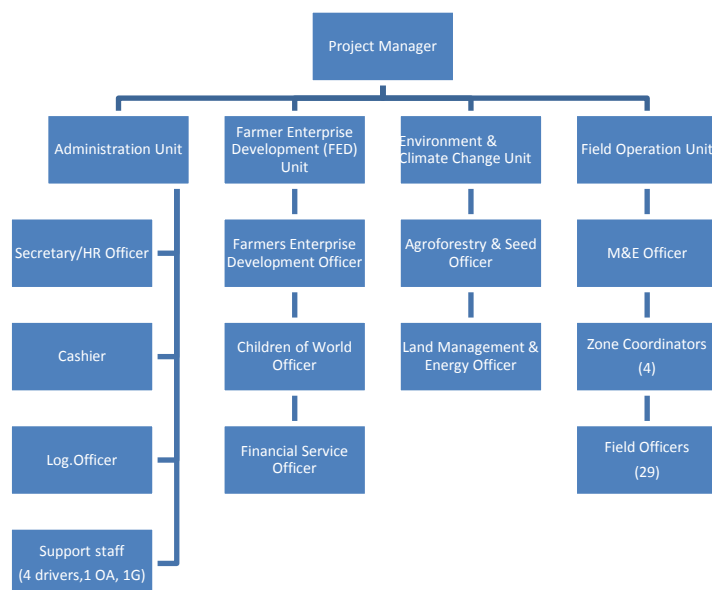 Project Manager
Administration Unit
Farmer Enterprise
Development (FED)
Unit
Environment &
Climate Change Unit
Field Operation Unit
Secretary/HR Officer
Farmers Enterprise
Development Officer
Agroforestry & Seed
Officer
M&E Officer
Cashier
Children of World
Officer
Land Management &
Energy Officer
Zone Coordinators
(4)
Log.Officer
Financial Service
Officer
Field Officers
(29)
Support staff
(4 drivers,1 OA, 1G)